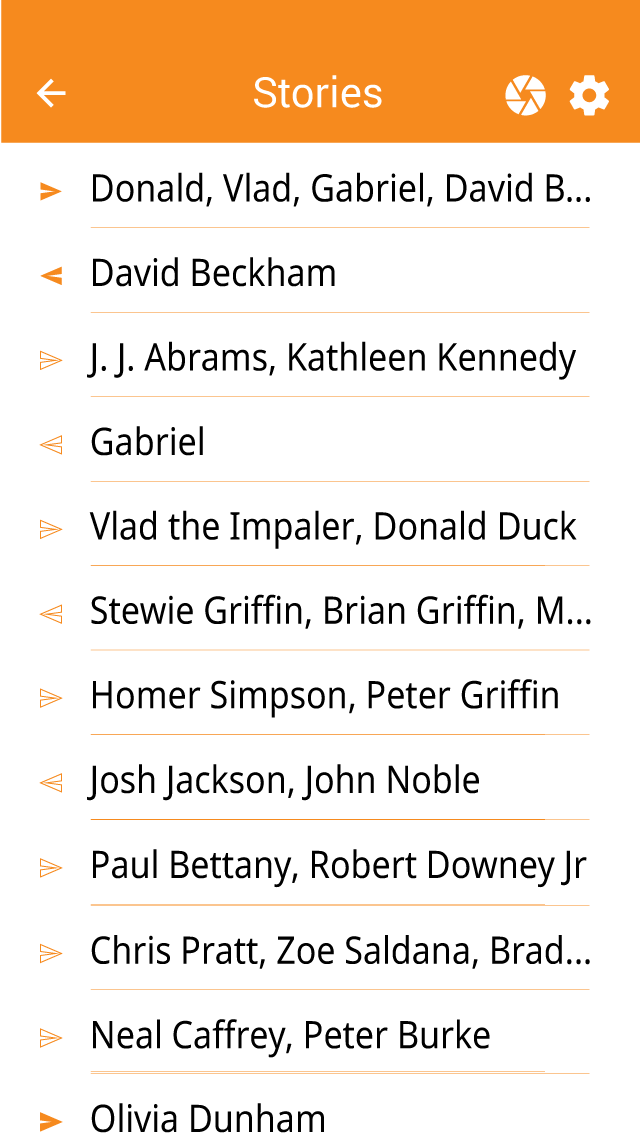 Stories
Donald, Vlad, Gabriel, David B...
David Beckham
J. J. Abrams, Kathleen Kennedy
Gabriel
Vlad the Impaler, Donald Duck
Stewie Griffin, Brian Griffin, M...
Homer Simpson, Peter Griffin
Josh Jackson, John Noble
Paul Bettany, Robert Downey Jr
Chris Pratt, Zoe Saldana, Brad...
Neal Caffrey, Peter Burke
Olivia Dunham